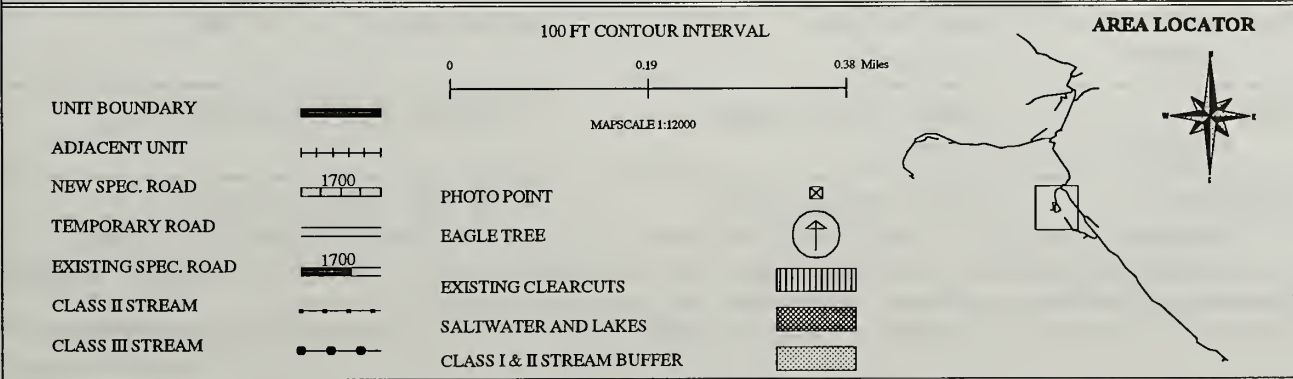 100 FT CONTOUR INTERVAL
0 0.19 0.38 Miles
MAPSCALE 1:12000
UNIT BOUNDARY
ADJACENT UNIT
NEW SPEC. ROAD 1700
TEMPORARY ROAD
EXISTING SPEC. ROAD 1700
CLASS II STREAM
CLASS III STREAM
PHOTO POINT
EAGLE TREE
EXISTING CLEARCUTS
SALTWATER AND LAKES
CLASS I & II STREAM BUFFER
AREA LOCATOR
N
W E
S